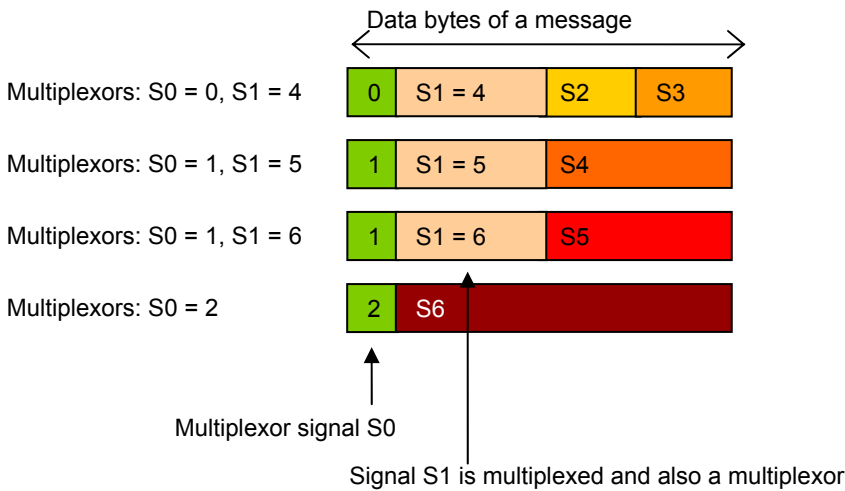 Data bytes of a message
Multiplexors: S0 = 0, S1 = 4 0 S1 = 4 S2 S3
Multiplexors: S0 = 1, S1 = 5 1 S1 = 5 S4
Multiplexors: S0 = 1, S1 = 6 1 S1 = 6 S5
Multiplexors: S0 = 2 2 S6
Multiplexor signal S0
Signal S1 is multiplexed and also a multiplexor